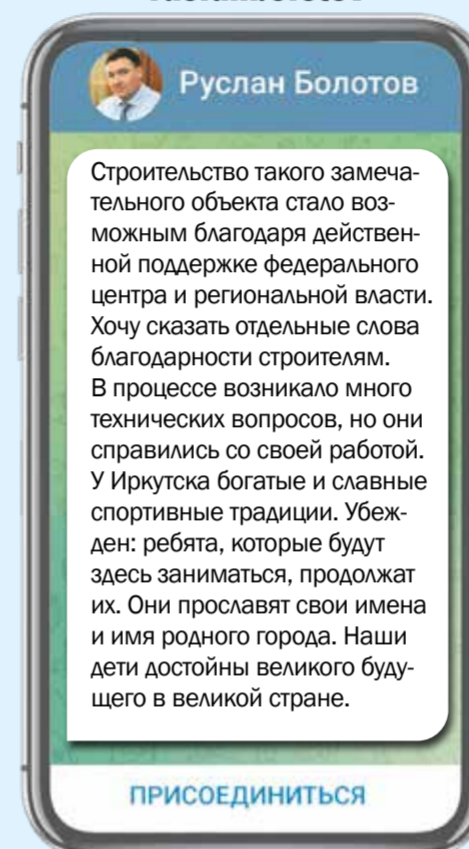 Руслан Болотов
Строительство такого замеча-
тельного объекта стало воз-
можным благодаря действен-
ной поддержке федерального
центра и региональной власти.
Хочу сказать отдельные слова
благодарности строителям.
В процессе возникало много
технических вопросов, но они
справились со своей работой.
У Иркутска богатые и славные
спортивные традиции. Убеж-
ден: ребята, которые будут
здесь заниматься, продолжат
их. Они прославят свои имена
и имя родного города. Наши
дети достойны великого буду-
щего в великой стране.
ПРИСОЕДИНИТЬСЯ